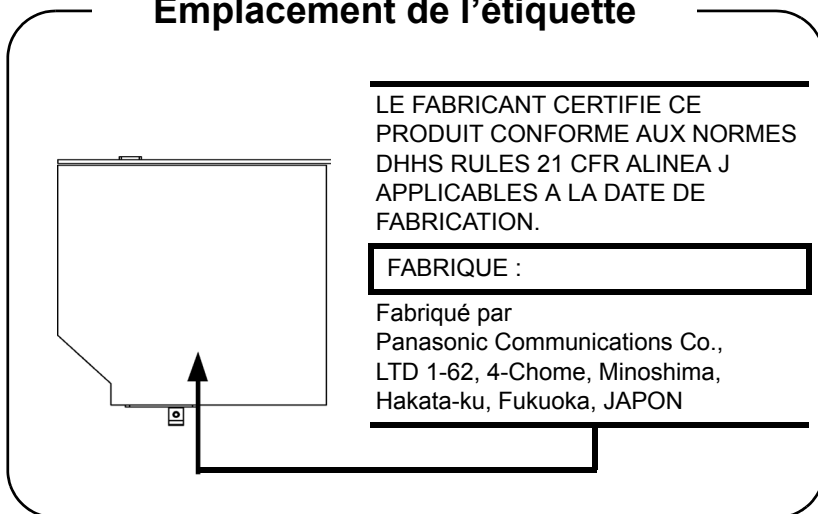 Emplacement de l’étiquette
LE FABRICANT CERTIFIE CE
PRODUIT CONFORME AUX NORMES
DHHS RULES 21 CFR ALINEA J
APPLICABLES A LA DATE DE
FABRICATION.
FABRIQUE :
Fabriqué par
Panasonic Communications Co.,
LTD 1-62, 4-Chome, Minoshima,
Hakata-ku, Fukuoka, JAPON